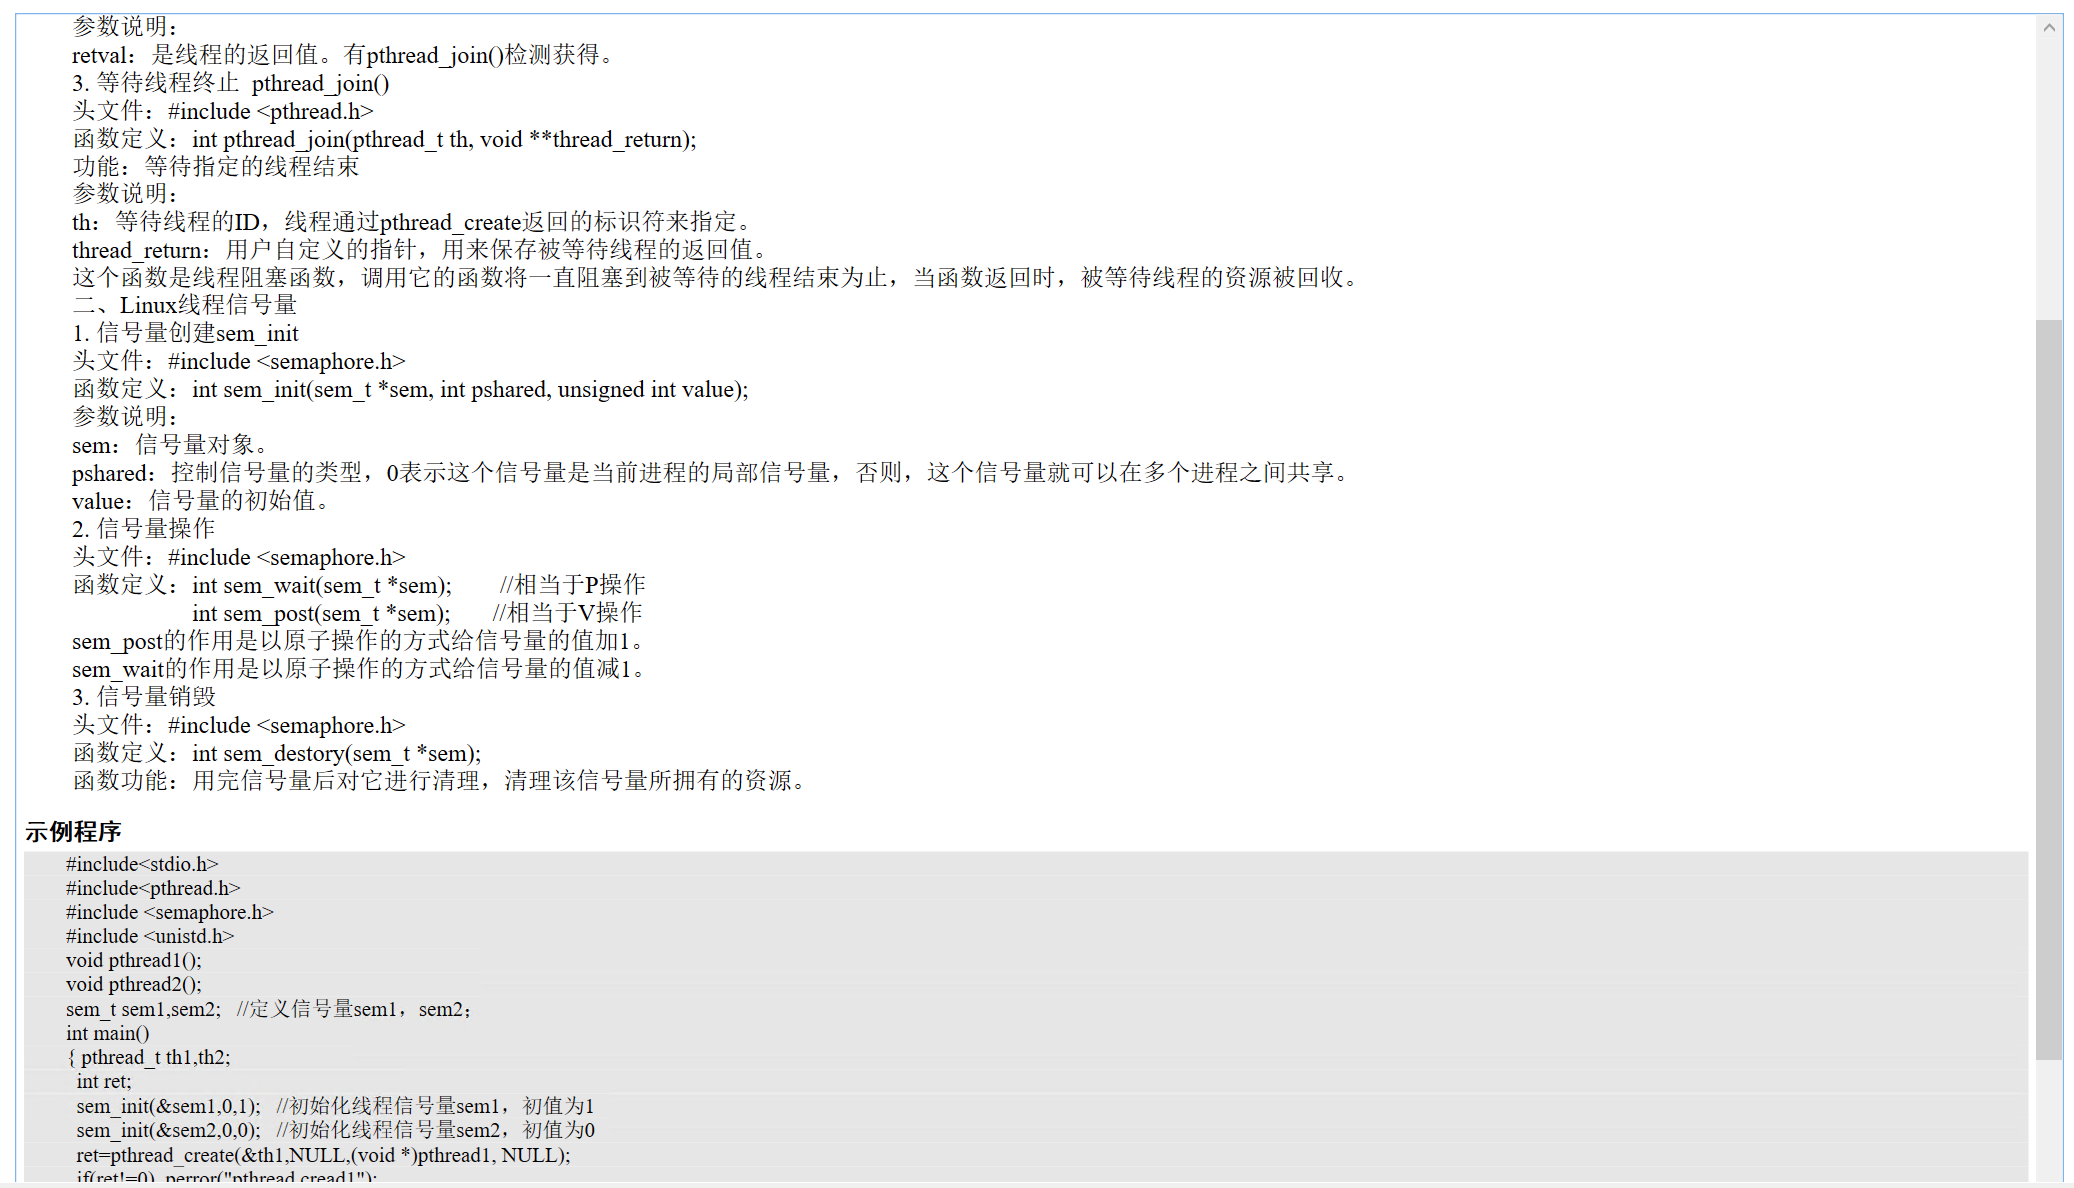 参数说明：
retval：是线程的返回值。有pthread_join()检测获得。
3. 等待线程终止  pthread_join()
头文件：#include <pthread.h>
函数定义：int pthread_join(pthread_t th, void **thread_return);
功能：等待指定的线程结束
参数说明：
th：等待线程的ID，线程通过pthread_create返回的标识符来指定。
thread_return：用户自定义的指针，用来保存被等待线程的返回值。
这个函数是线程阻塞函数，调用它的函数将一直阻塞到被等待的线程结束为止，当函数返回时，被等待线程的资源被回收。
二、Linux线程信号量
1. 信号量创建sem_init
头文件：#include <semaphore.h>
函数定义：int sem_init(sem_t *sem, int pshared, unsigned int value);
参数说明：
sem：信号量对象。
pshared：控制信号量的类型，0表示这个信号量是当前进程的局部信号量，否则，这个信号量就可以在多个进程之间共享。
value：信号量的初始值。
2. 信号量操作
头文件：#include <semaphore.h>
函数定义：int sem_wait(sem_t *sem);        //相当于P操作
int sem_post(sem_t *sem);       //相当于V操作
sem_post的作用是以原子操作的方式给信号量的值加1。
sem_wait的作用是以原子操作的方式给信号量的值减1。
3. 信号量销毁
头文件：#include <semaphore.h>
函数定义：int sem_destory(sem_t *sem);
函数功能：用完信号量后对它进行清理，清理该信号量所拥有的资源。
示例程序
#include<stdio.h>
#include<pthread.h>
#include <semaphore.h>
#include <unistd.h>
void pthread1();
void pthread2();
sem_t sem1,sem2;   //定义信号量sem1，sem2；
int main()
{ pthread_t th1,th2;
int ret;
sem_init(&sem1,0,1);   //初始化线程信号量sem1，初值为1
sem_init(&sem2,0,0);   //初始化线程信号量sem2，初值为0
ret=pthread_create(&th1,NULL,(void *)pthread1, NULL);
if(ret!=0)  perror("pthread cread1");